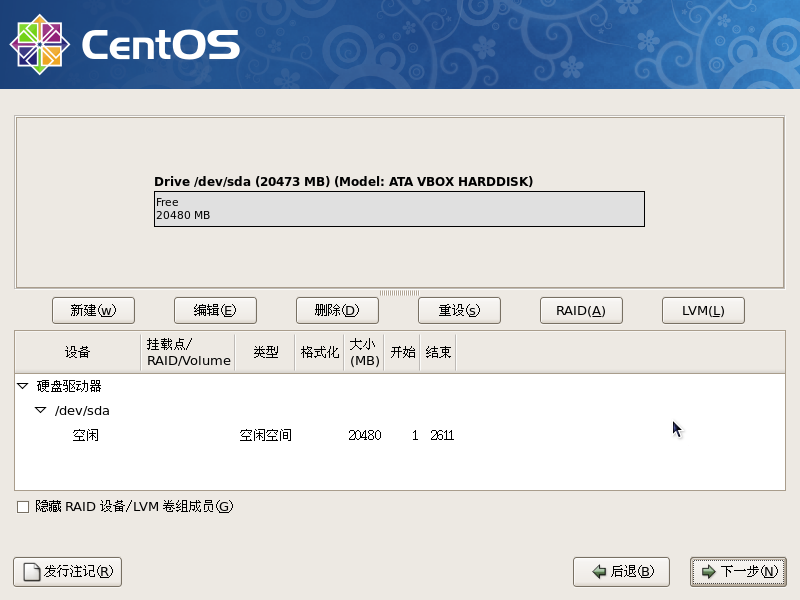 CentOS
Drive /dev/sda (20473 MB) (Model: ATA VBOX HARDDISK)
Free
20480 MB
新建(w) 编辑(E) 删除(D) 重设(s) RAID(A) LVM(L)
设备 挂载点/ RAID/Volume 类型 格式化 大小 (MB) 开始 结束
硬盘驱动器
/dev/sda
空闲 空闲空间 20480 1 2611
隐藏 RAID 设备/LVM 卷组成员(G)
发行注记(R) 后退(B) 下一步(N)